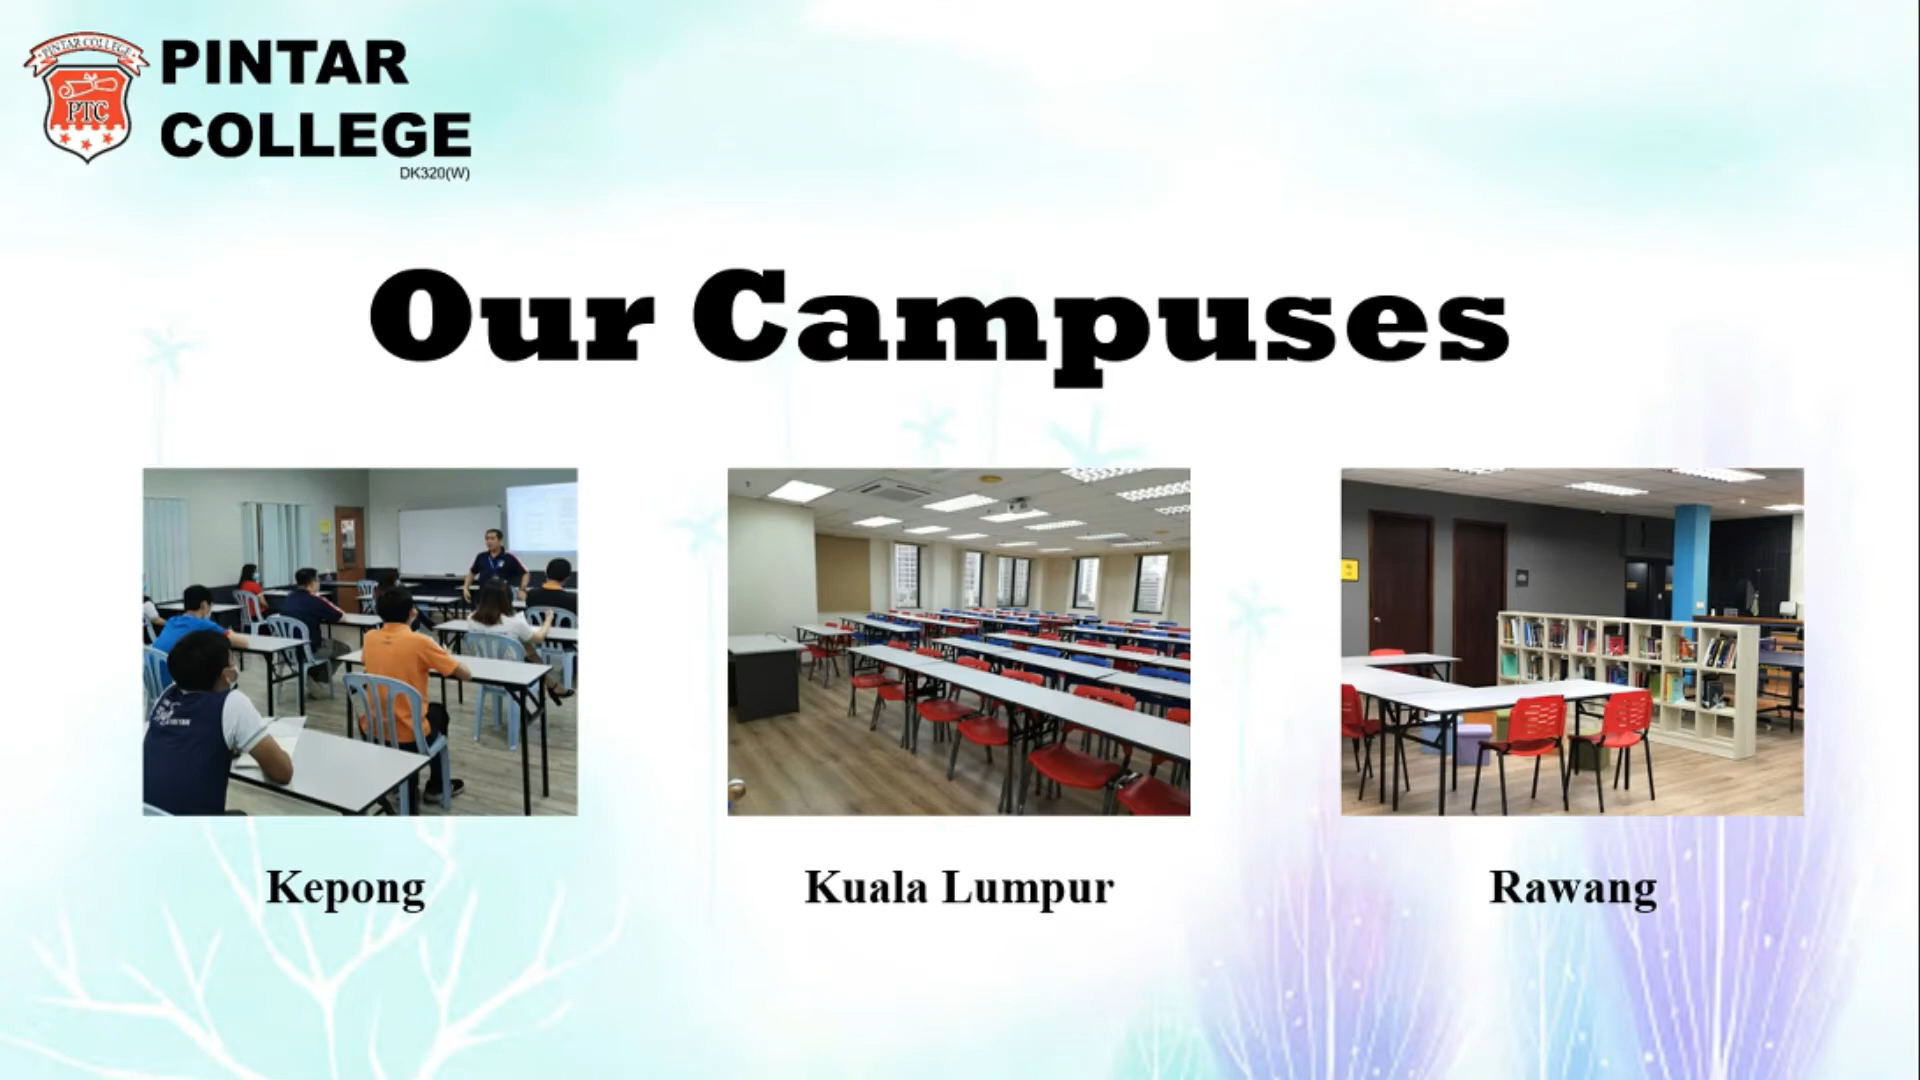 PINTAR COLLEGE
PTC
PINTAR
COLLEGE
DK320(W)
Our Campuses
Kepong
Kuala Lumpur
Rawang